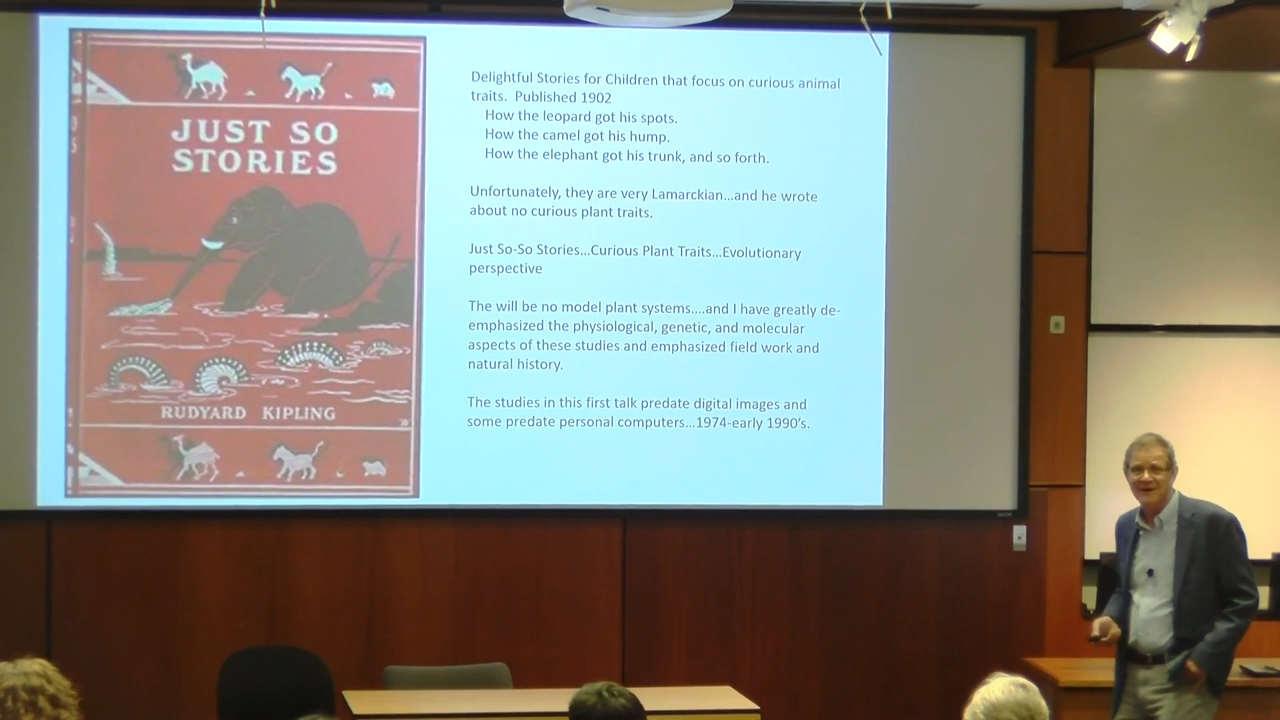 JUST SO
STORIES
RUDYARD KIPLING
Delightful Stories for Children that focus on curious animal
traits. Published 1902
How the leopard got his spots.
How the camel got his hump.
How the elephant got his trunk, and so forth.
Unfortunately, they are very Lamarckian...and he wrote
about no curious plant traits.
Just So-So Stories...Curious Plant Traits...Evolutionary
perspective
The will be no model plant systems....and I have greatly de-
emphasized the physiological, genetic, and molecular
aspects of these studies and emphasized field work and
natural history.
The studies in this first talk predate digital images and
some predate personal computers...1974-early 1990's.